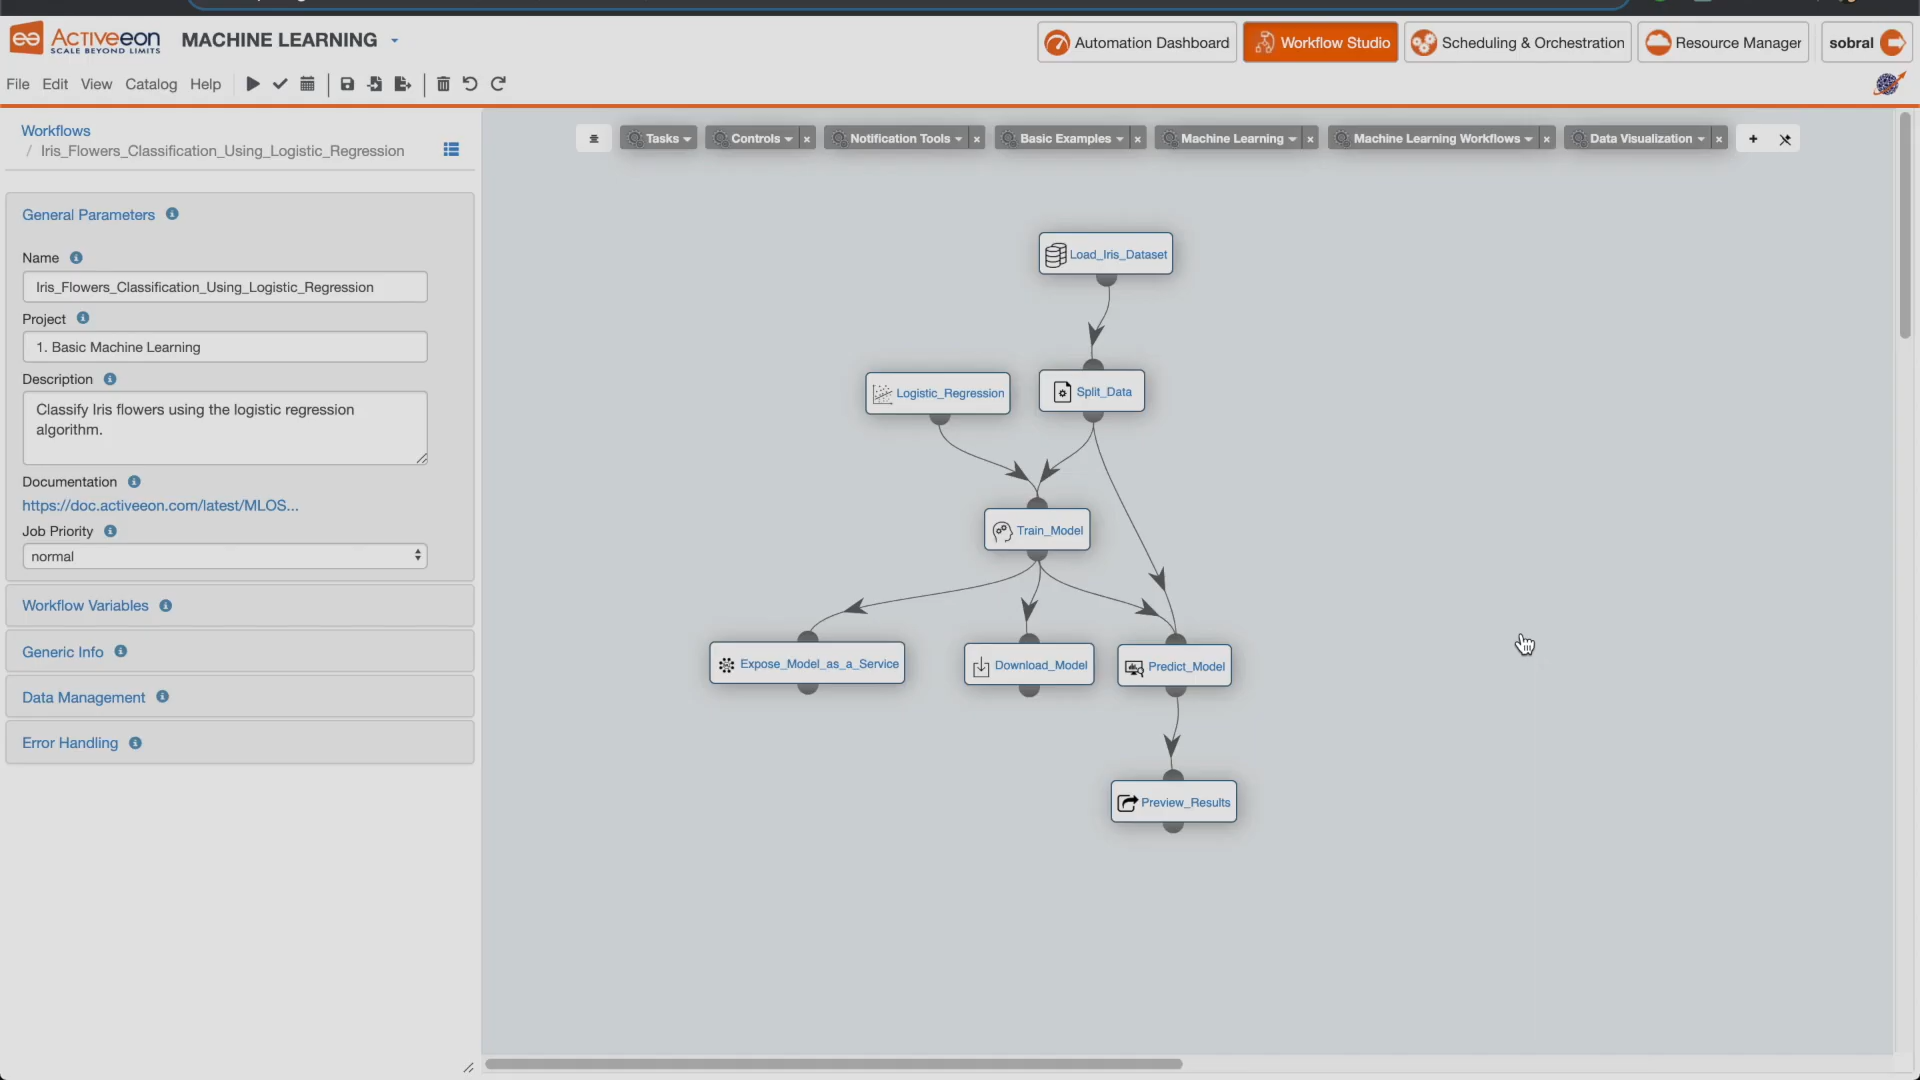 Activeeon
SCALE BEYOND LIMITS
MACHINE LEARNING
Automation Dashboard
Workflow Studio
Scheduling & Orchestration
Resource Manager
sobral
File Edit View Catalog Help
Workflows
/ Iris_Flowers_Classification_Using_Logistic_Regression
Tasks
Controls
Notification Tools
Basic Examples
Machine Learning
Machine Learning Workflows
Data Visualization
General Parameters
Name
Iris_Flowers_Classification_Using_Logistic_Regression
Project
1. Basic Machine Learning
Description
Classify Iris flowers using the logistic regression
algorithm.
Documentation
https://doc.activeeon.com/latest/MLOS...
Job Priority
normal
Workflow Variables
Generic Info
Data Management
Error Handling
Load_Iris_Dataset
Logistic_Regression
Split_Data
Train_Model
Expose_Model_as_a_Service
Download_Model
Predict_Model
Preview_Results